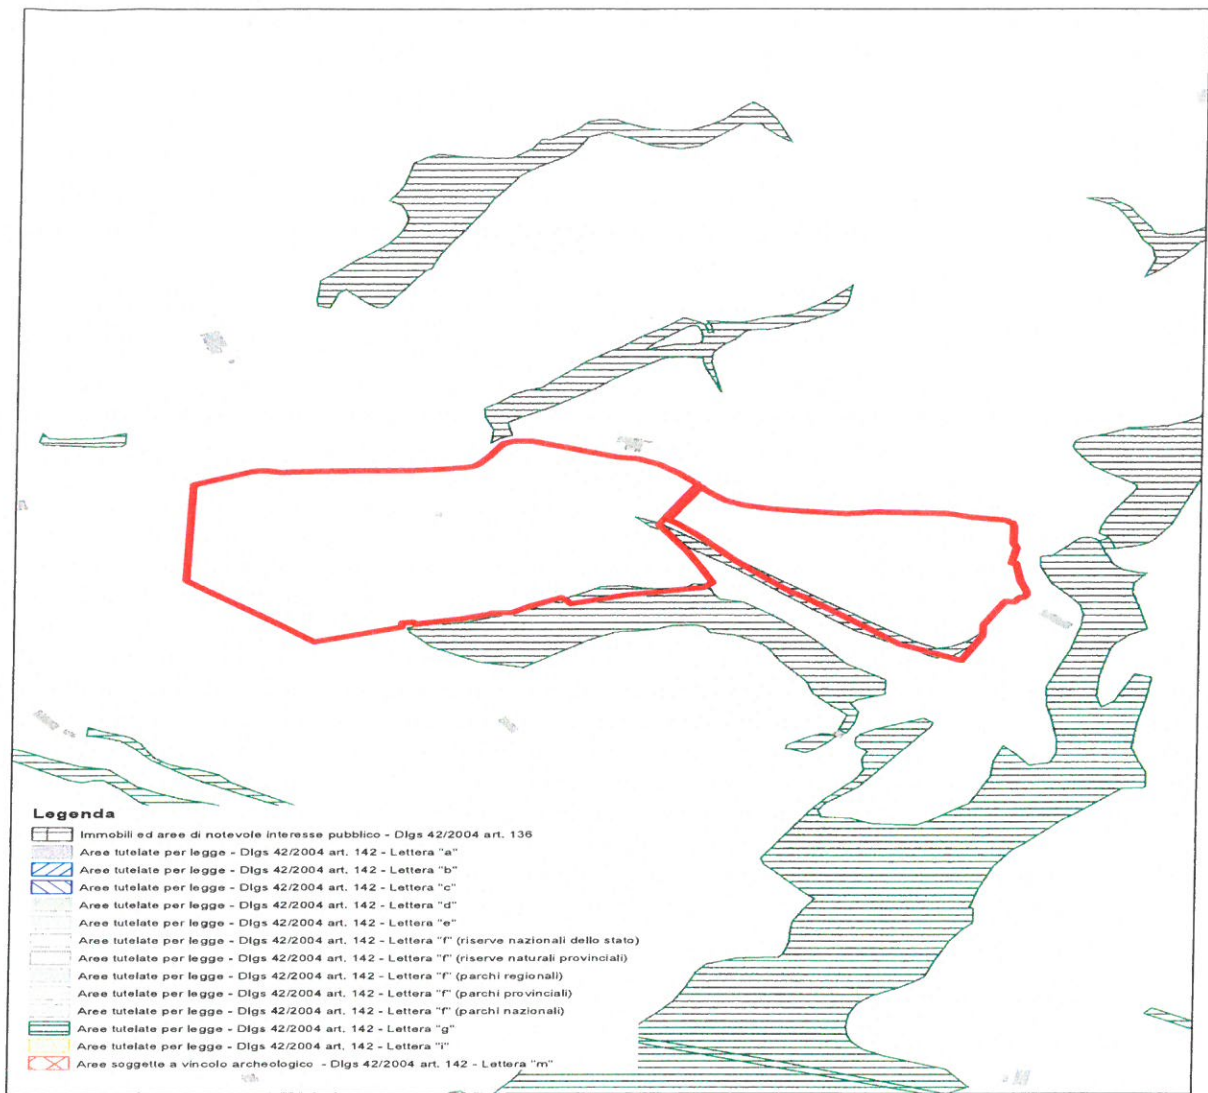 Legenda
Immobili ed aree di notevole interesse pubblico - Dlgs 42/2004 art. 136
Aree tutelate per legge - Dlgs 42/2004 art. 142 - Lettera "a"
Aree tutelate per legge - Dlgs 42/2004 art. 142 - Lettera "b"
Aree tutelate per legge - Dlgs 42/2004 art. 142 - Lettera "c"
Aree tutelate per legge - Dlgs 42/2004 art. 142 - Lettera "d"
Aree tutelate per legge - Dlgs 42/2004 art. 142 - Lettera "e"
Aree tutelate per legge - Dlgs 42/2004 art. 142 - Lettera "f" (riserve nazionali dello stato)
Aree tutelate per legge - Dlgs 42/2004 art. 142 - Lettera "f" (riserve naturali provinciali)
Aree tutelate per legge - Dlgs 42/2004 art. 142 - Lettera "f" (parchi regionali)
Aree tutelate per legge - Dlgs 42/2004 art. 142 - Lettera "f" (parchi provinciali)
Aree tutelate per legge - Dlgs 42/2004 art. 142 - Lettera "f" (parchi nazionali)
Aree tutelate per legge - Dlgs 42/2004 art. 142 - Lettera "g"
Aree tutelate per legge - Dlgs 42/2004 art. 142 - Lettera "i"
Aree soggette a vincolo archeologico - Dlgs 42/2004 art. 142 - Lettera "m"